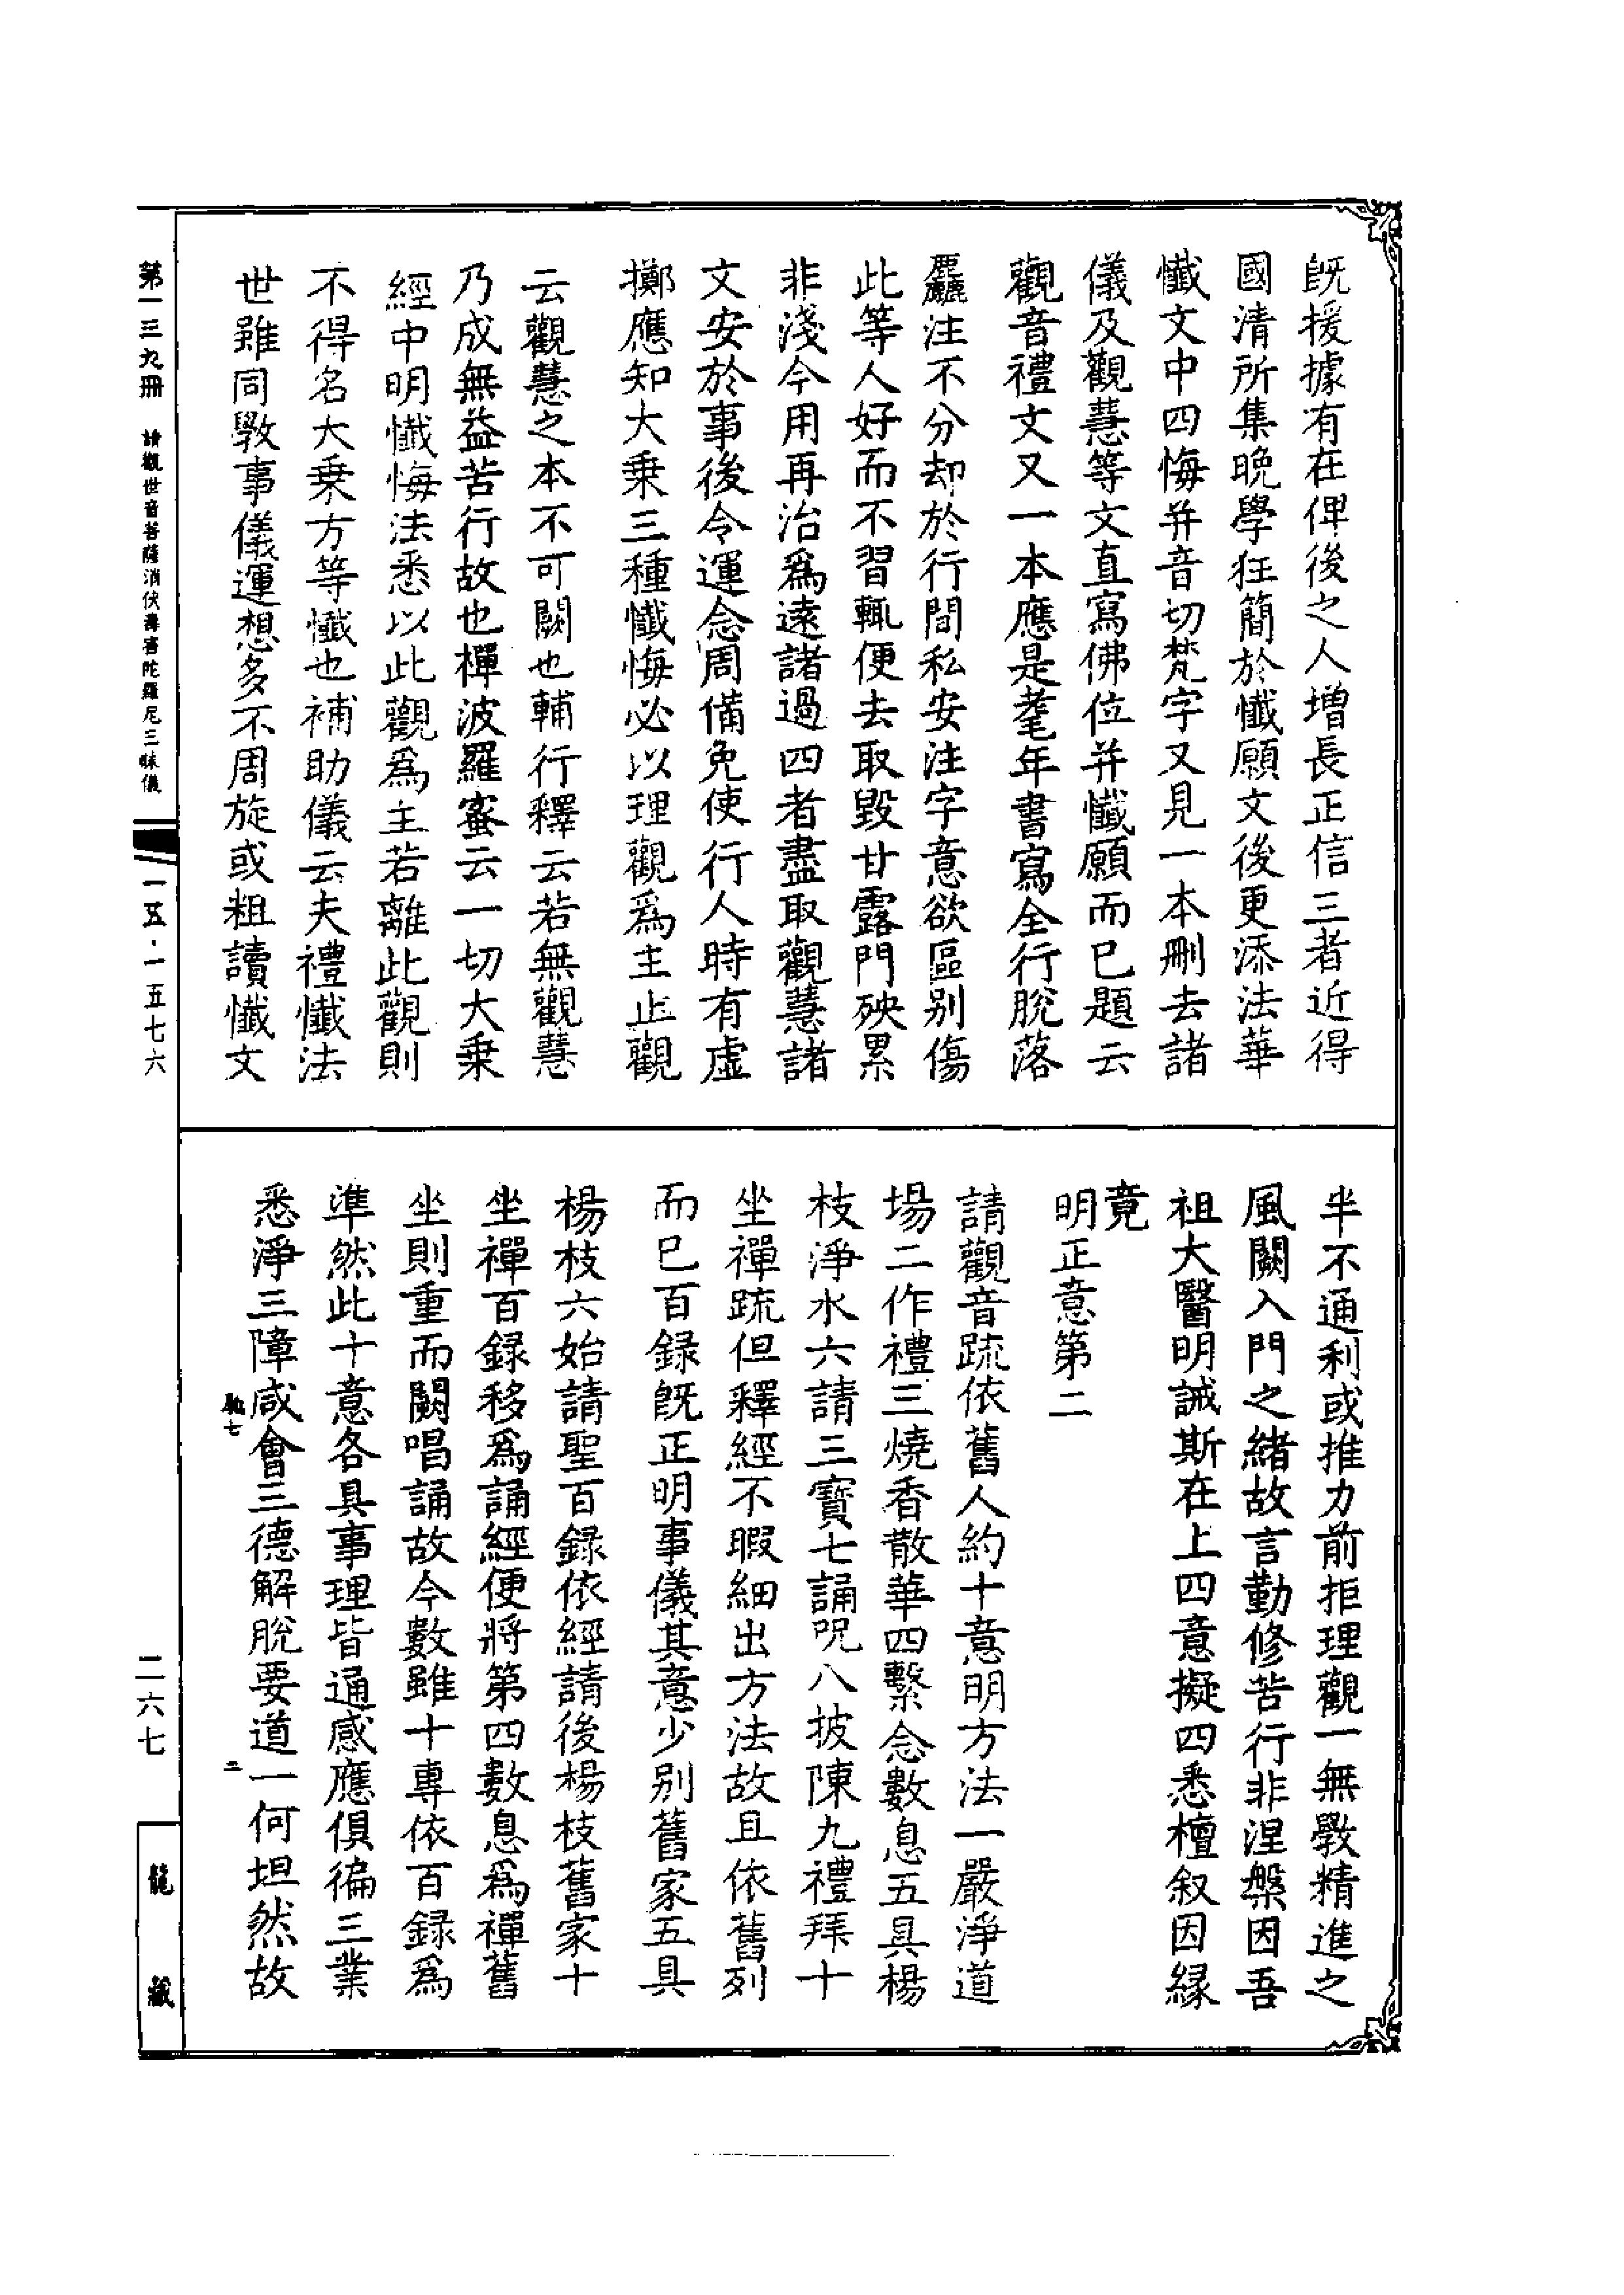 既援據有在俾後之人增長正信三者近得
國清所集晚學狂簡於懺願文後更添法華
懺文中四悔并音切梵字又見一本刪去諸
儀及觀慧等文直寫佛位并懺願而已題云
觀音禮文又一本應是耄年書寫全行脫落
麤注不分却於行間私安注字意欲區別傷
此等人好而不習輒便去取毀甘露門殃累
非淺今用再治爲遠諸過四者盡取觀慧諸
文安於事後令運念周備免使行人時有虛
擲應知大乗三種懺悔必以理觀爲主止觀
云觀慧之本不可闕也輔行釋云若無觀慧
乃成無益苦行故也禪波羅蜜云一切大乗
經中明懺悔法悉以此觀爲主若離此觀則
不得名大乗方等懺也補助儀云夫禮懺法
世雖同斅事儀運想多不周旋或粗讀懺文
半不通利或推力前拒理觀一無斅精進之
風闕入門之緒故言勤修苦行非涅槃因吾
祖大醫明誡斯在上四意擬四悉檀叙因緣
竟
明正意第二
請觀音䟽依舊人約十意明方法一嚴淨道
場二作禮三燒香散華四繫念數息五具楊
枝淨水六請三寶七誦呪八披陳九禮拜十
坐禪䟽但釋經不暇細出方法故且依舊列
而已百録旣正明事儀其意少別舊家五具
楊枝六始請聖百録依經請後楊枝舊家十
坐禪百録移爲誦經便將第四數息爲禪舊
坐則重而闕唱誦故今數雖十專依百録爲
準然此十意各具事理皆通感應俱徧三業
悉淨三障咸會三德解脫要道一何坦然故
七
二
第一三九冊 請觀世音菩薩消伏毒害陀羅尼三昧儀
一五·一五七六
二六七
龍藏